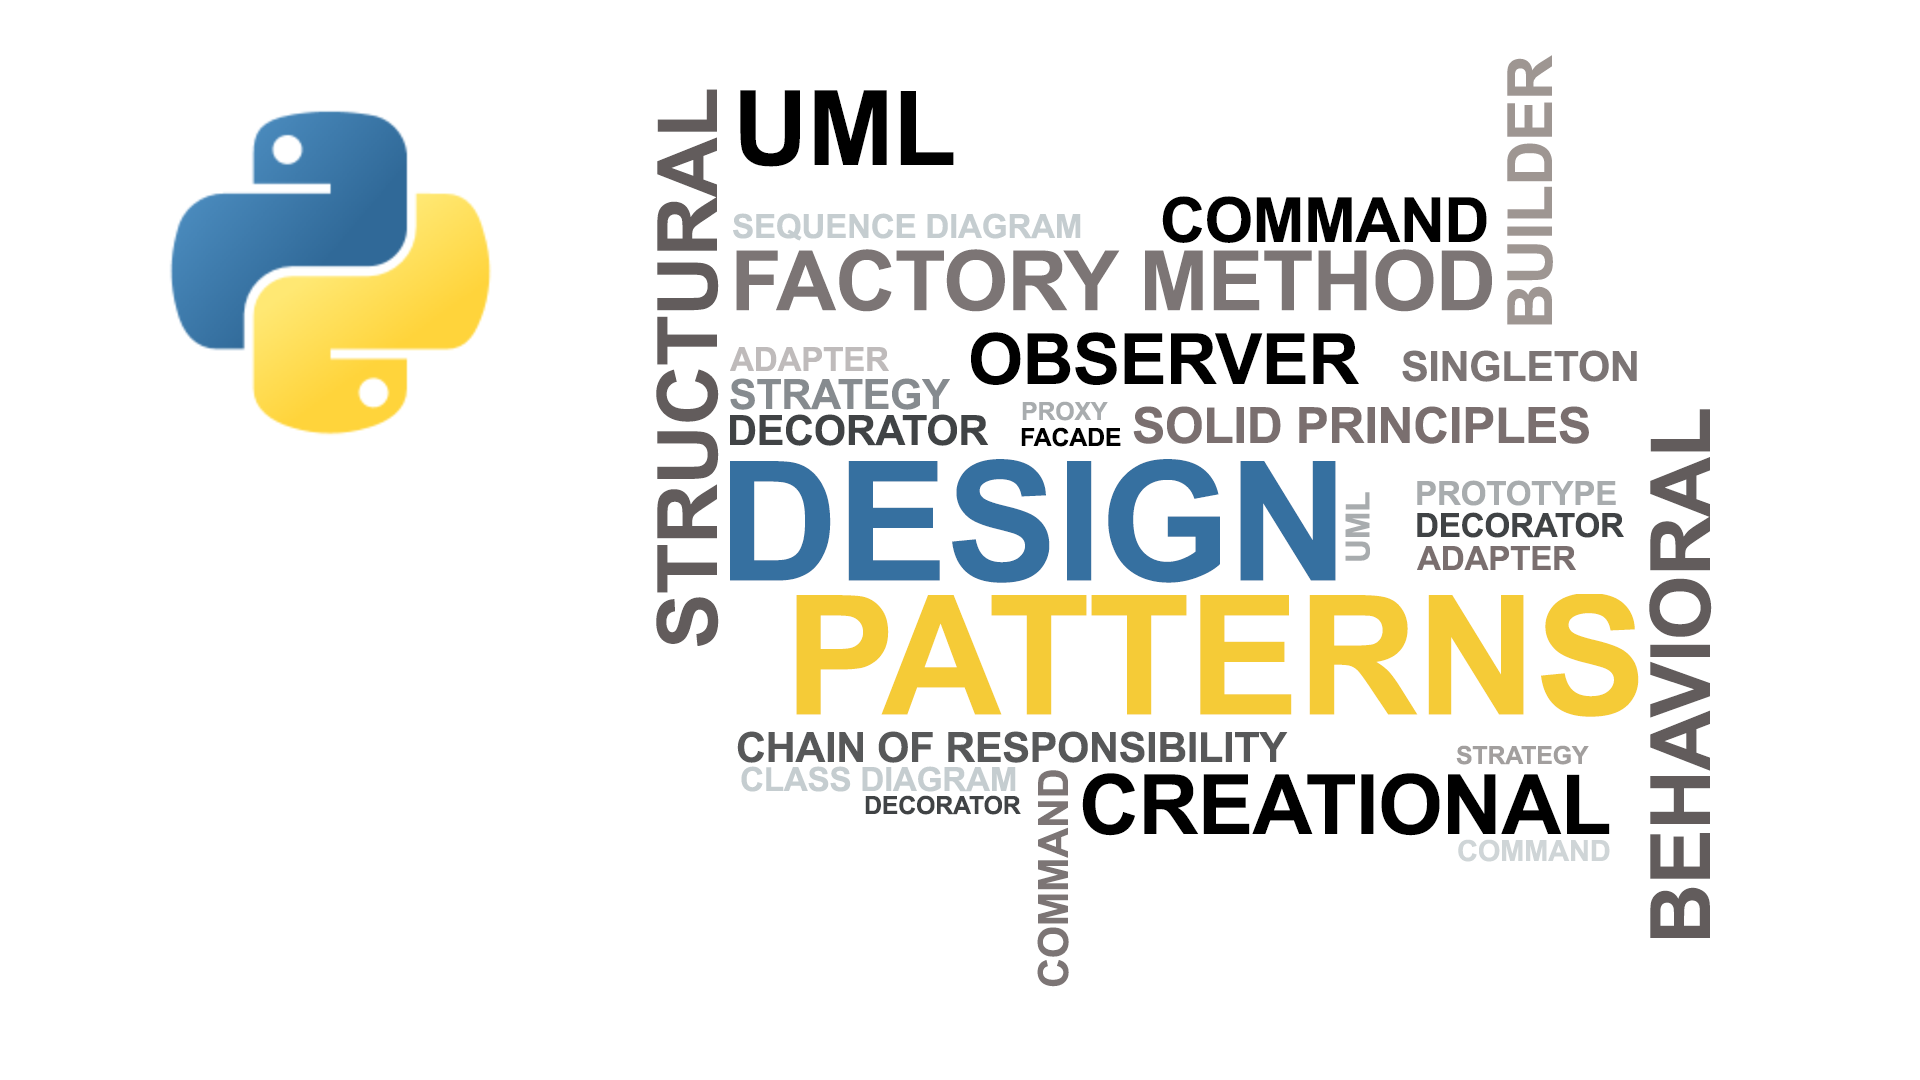 STRUCTURAL
UML
BUILDER
SEQUENCE DIAGRAM
COMMAND
FACTORY METHOD
ADAPTER
OBSERVER
SINGLETON
STRATEGY
DECORATOR
PROXY
FACADE
SOLID PRINCIPLES
DESIGN
UML
PROTOTYPE
DECORATOR
ADAPTER
BEHAVIORAL
PATTERNS
CHAIN OF RESPONSIBILITY
STRATEGY
CLASS DIAGRAM
DECORATOR
COMMAND
CREATIONAL
COMMAND